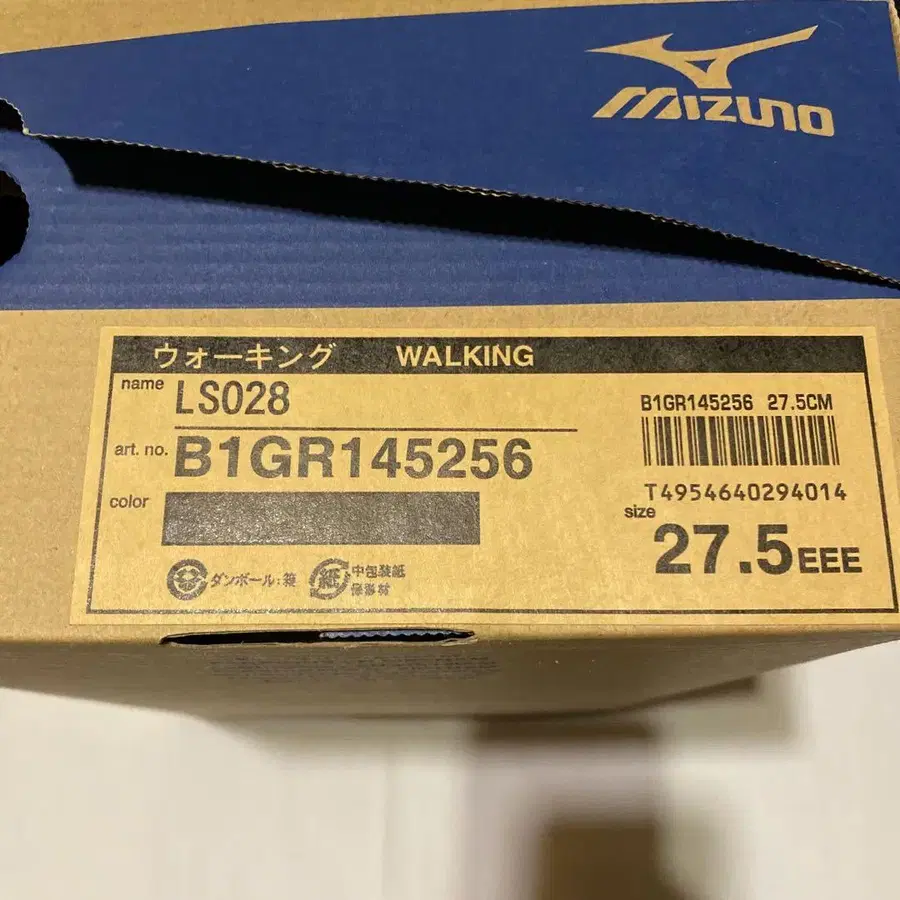 MIZUNO
ウォーキング WALKING
name LS028
art. no. B1GR145256
color
B1GR145256 27.5CM
T4954640294014
size
27.5EEE
ダンボール:箱
紙 中包装紙
保形材